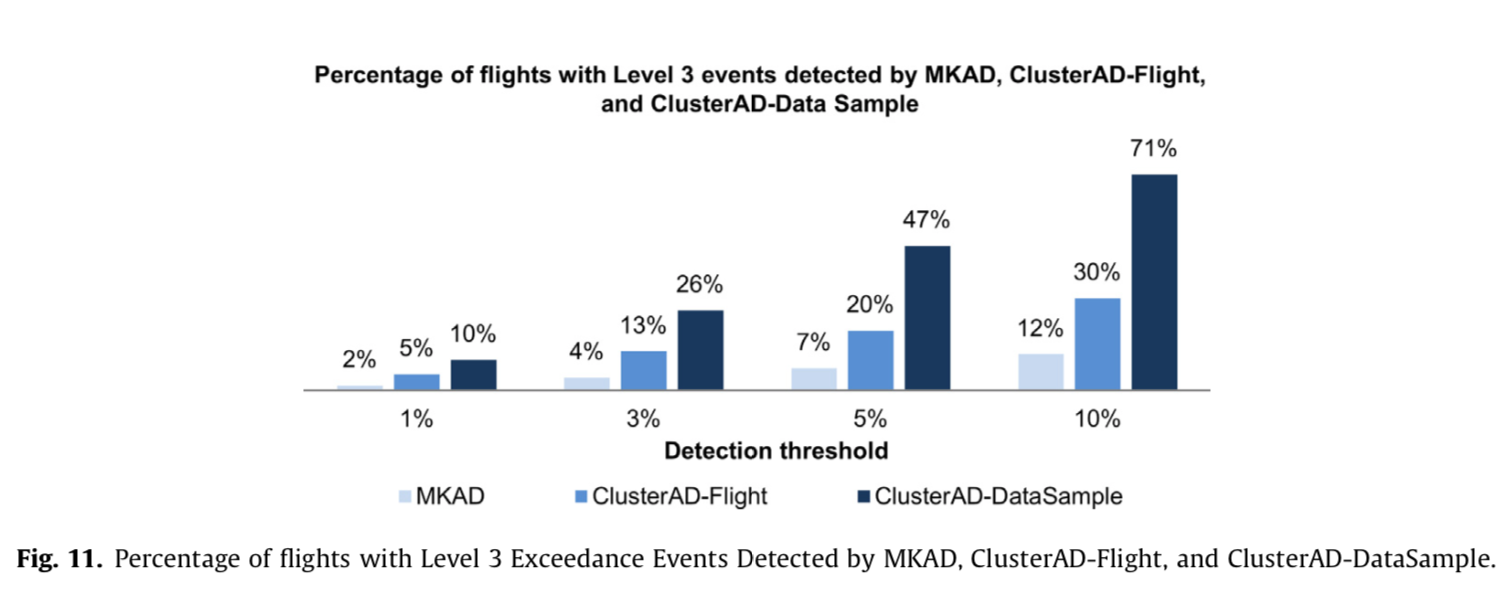 Percentage of flights with Level 3 events detected by MKAD, ClusterAD-Flight,
and ClusterAD-Data Sample
2% 5% 10% 4% 13% 26% 7% 20% 47% 12% 30% 71%
1% 3% 5% 10%
Detection threshold
MKAD ClusterAD-Flight ClusterAD-DataSample
Fig. 11. Percentage of flights with Level 3 Exceedance Events Detected by MKAD, ClusterAD-Flight, and ClusterAD-DataSample.